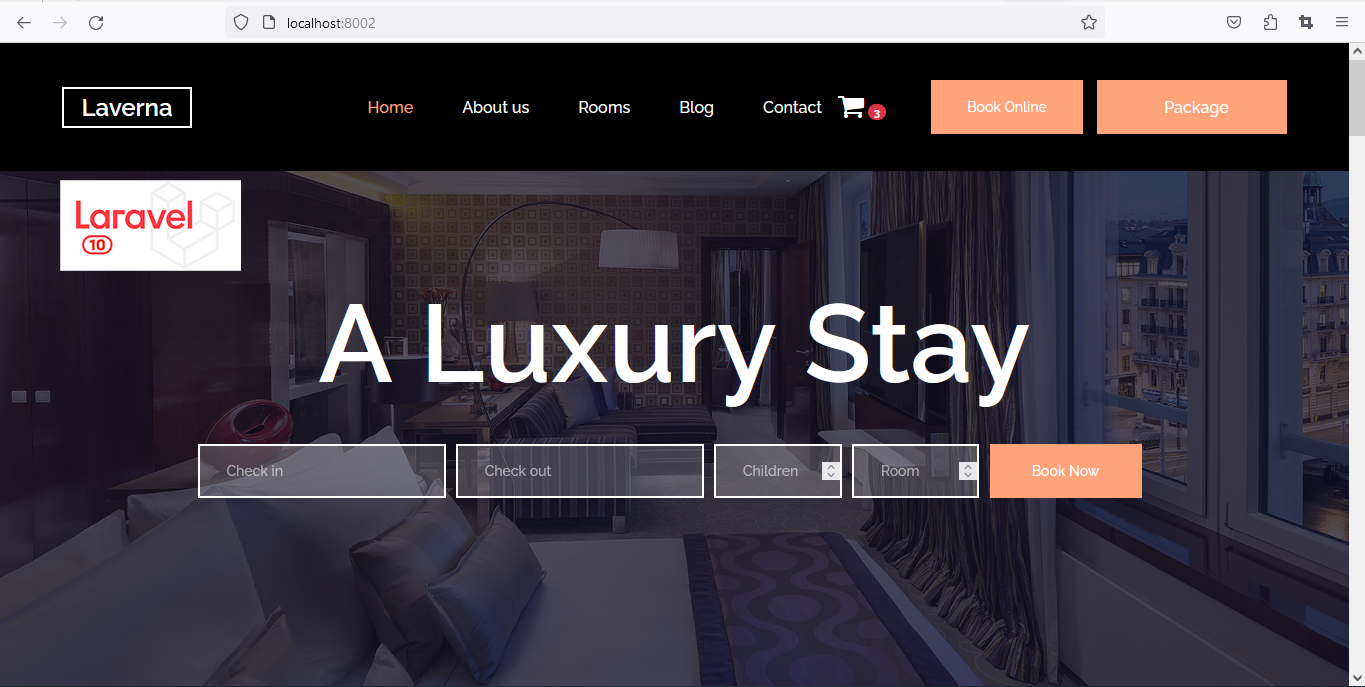 localhost:8002
Laverna
Home About us Rooms Blog Contact 3 Book Online Package
Laravel
10
A Luxury Stay
Check in Check out Children Room Book Now